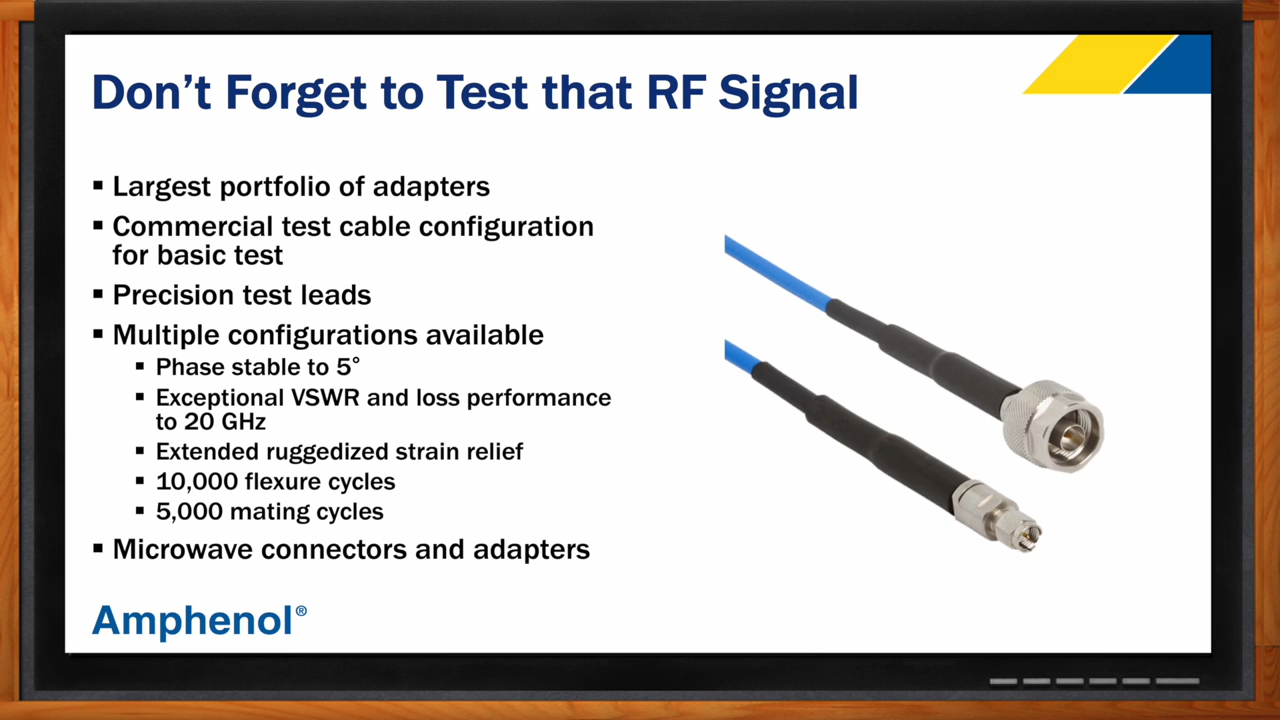 Don't Forget to Test that RF Signal
▪ Largest portfolio of adapters
▪ Commercial test cable configuration
for basic test
▪ Precision test leads
▪ Multiple configurations available
▪ Phase stable to 5°
▪ Exceptional VSWR and loss performance
to 20 GHz
▪ Extended ruggedized strain relief
▪ 10,000 flexure cycles
▪ 5,000 mating cycles
▪ Microwave connectors and adapters
Amphenol®